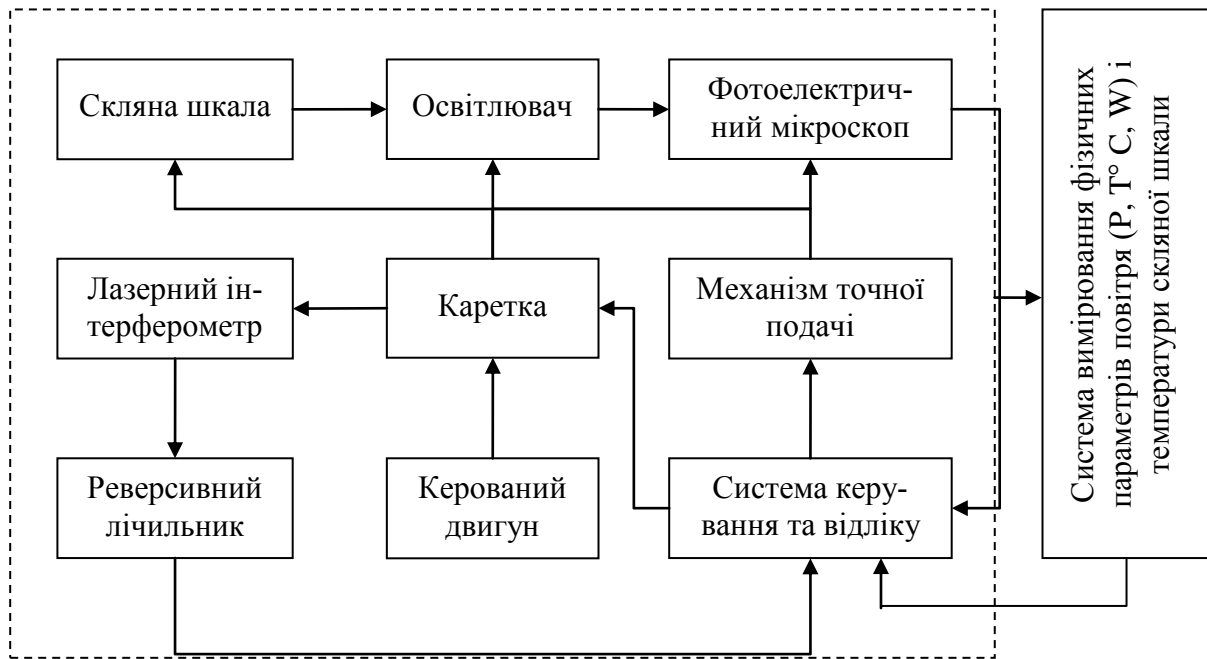 Скляна шкала
Освітлювач
Фотоелектрич-
ний мікроскоп
Лазерний ін-
терферометр
Каретка
Механізм точної
подачі
Реверсивний
лічильник
Керований
двигун
Система керу-
вання та відліку
Система вимірювання фізичних
параметрів повітря (P, T° C, W) і
температури скляної шкали